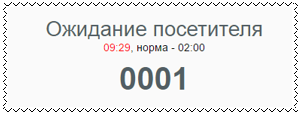 Ожидание посетителя
09:29, норма - 02:00
0001